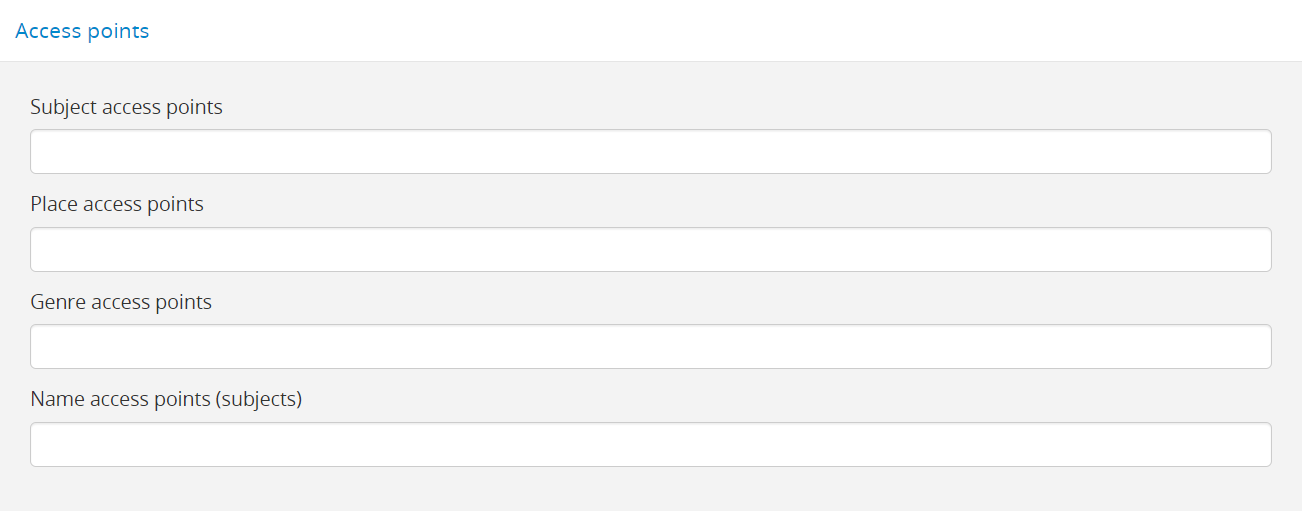 Access points
Subject access points
Place access points
Genre access points
Name access points (subjects)